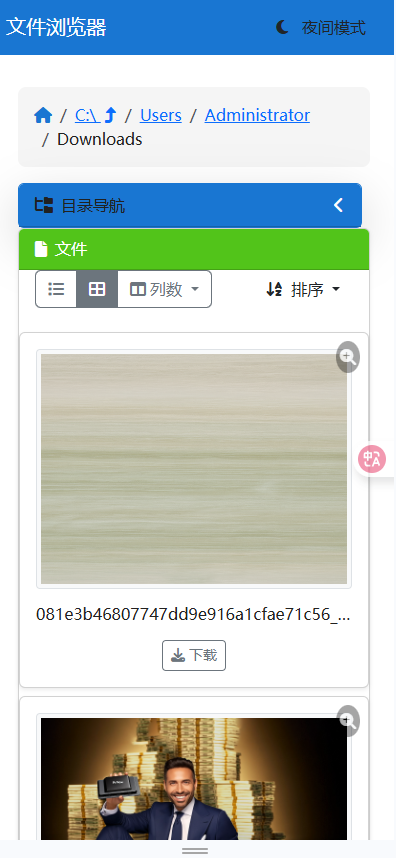 文件浏览器 夜间模式
/ C:\ / Users / Administrator
/ Downloads
目录导航
文件
列数 排序
081e3b46807747dd9e916a1cfae71c56_...
下载